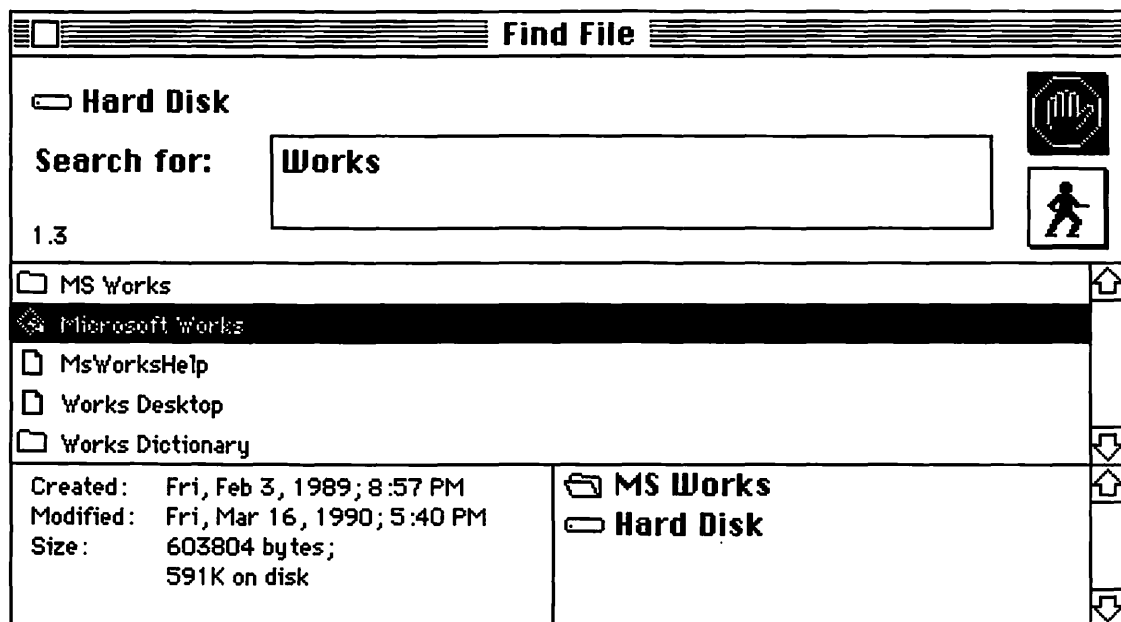 Find File
Hard Disk
Search for: Works
1.3
MS Works
Microsoft Works
MsWorksHelp
Works Desktop
Works Dictionary
Created: Fri, Feb 3, 1989; 8:57 PM
Modified: Fri, Mar 16, 1990; 5:40 PM
Size: 603804 bytes;
591K on disk
MS Works
Hard Disk